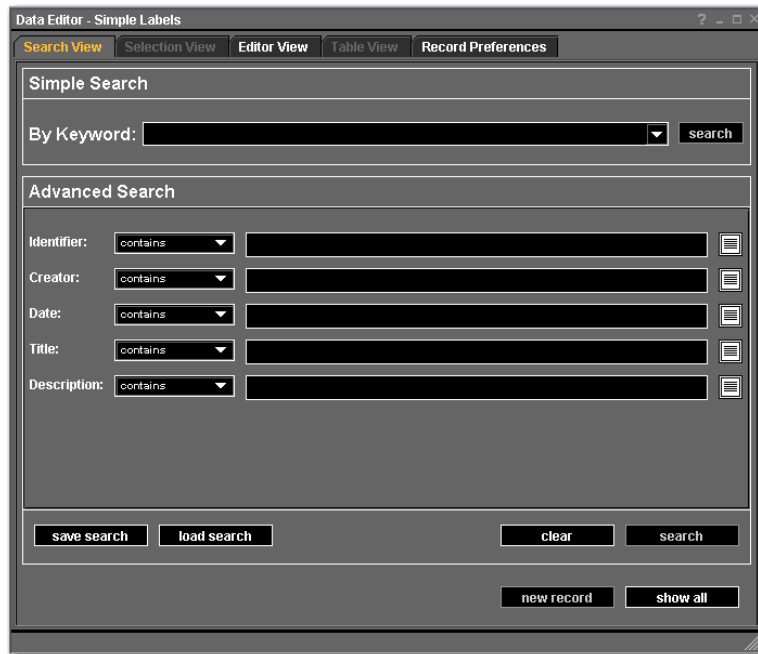 Data Editor - Simple Labels
Search View Selection View Editor View Table View Record Preferences
Simple Search
By Keyword: search
Advanced Search
Identifier: contains
Creator: contains
Date: contains
Title: contains
Description: contains
save search load search clear search
new record show all